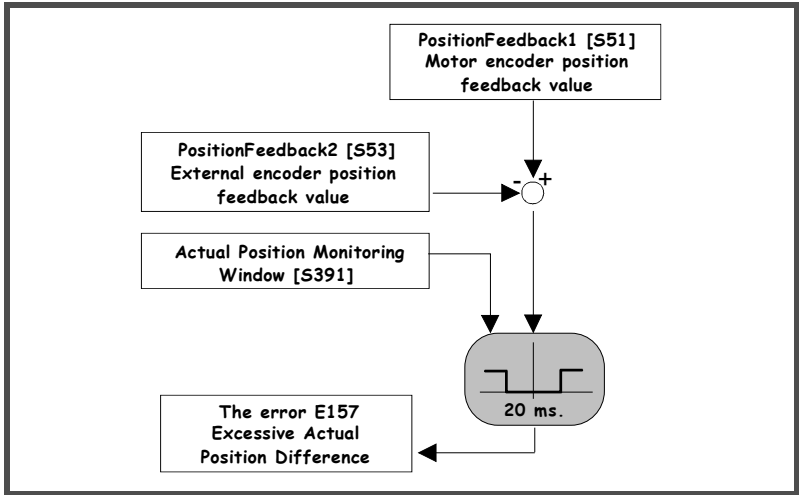 PositionFeedback1 [S51]
Motor encoder position
feedback value
PositionFeedback2 [S53]
External encoder position
feedback value
- +
Actual Position Monitoring
Window [S391]
20 ms.
The error E157
Excessive Actual
Position Difference